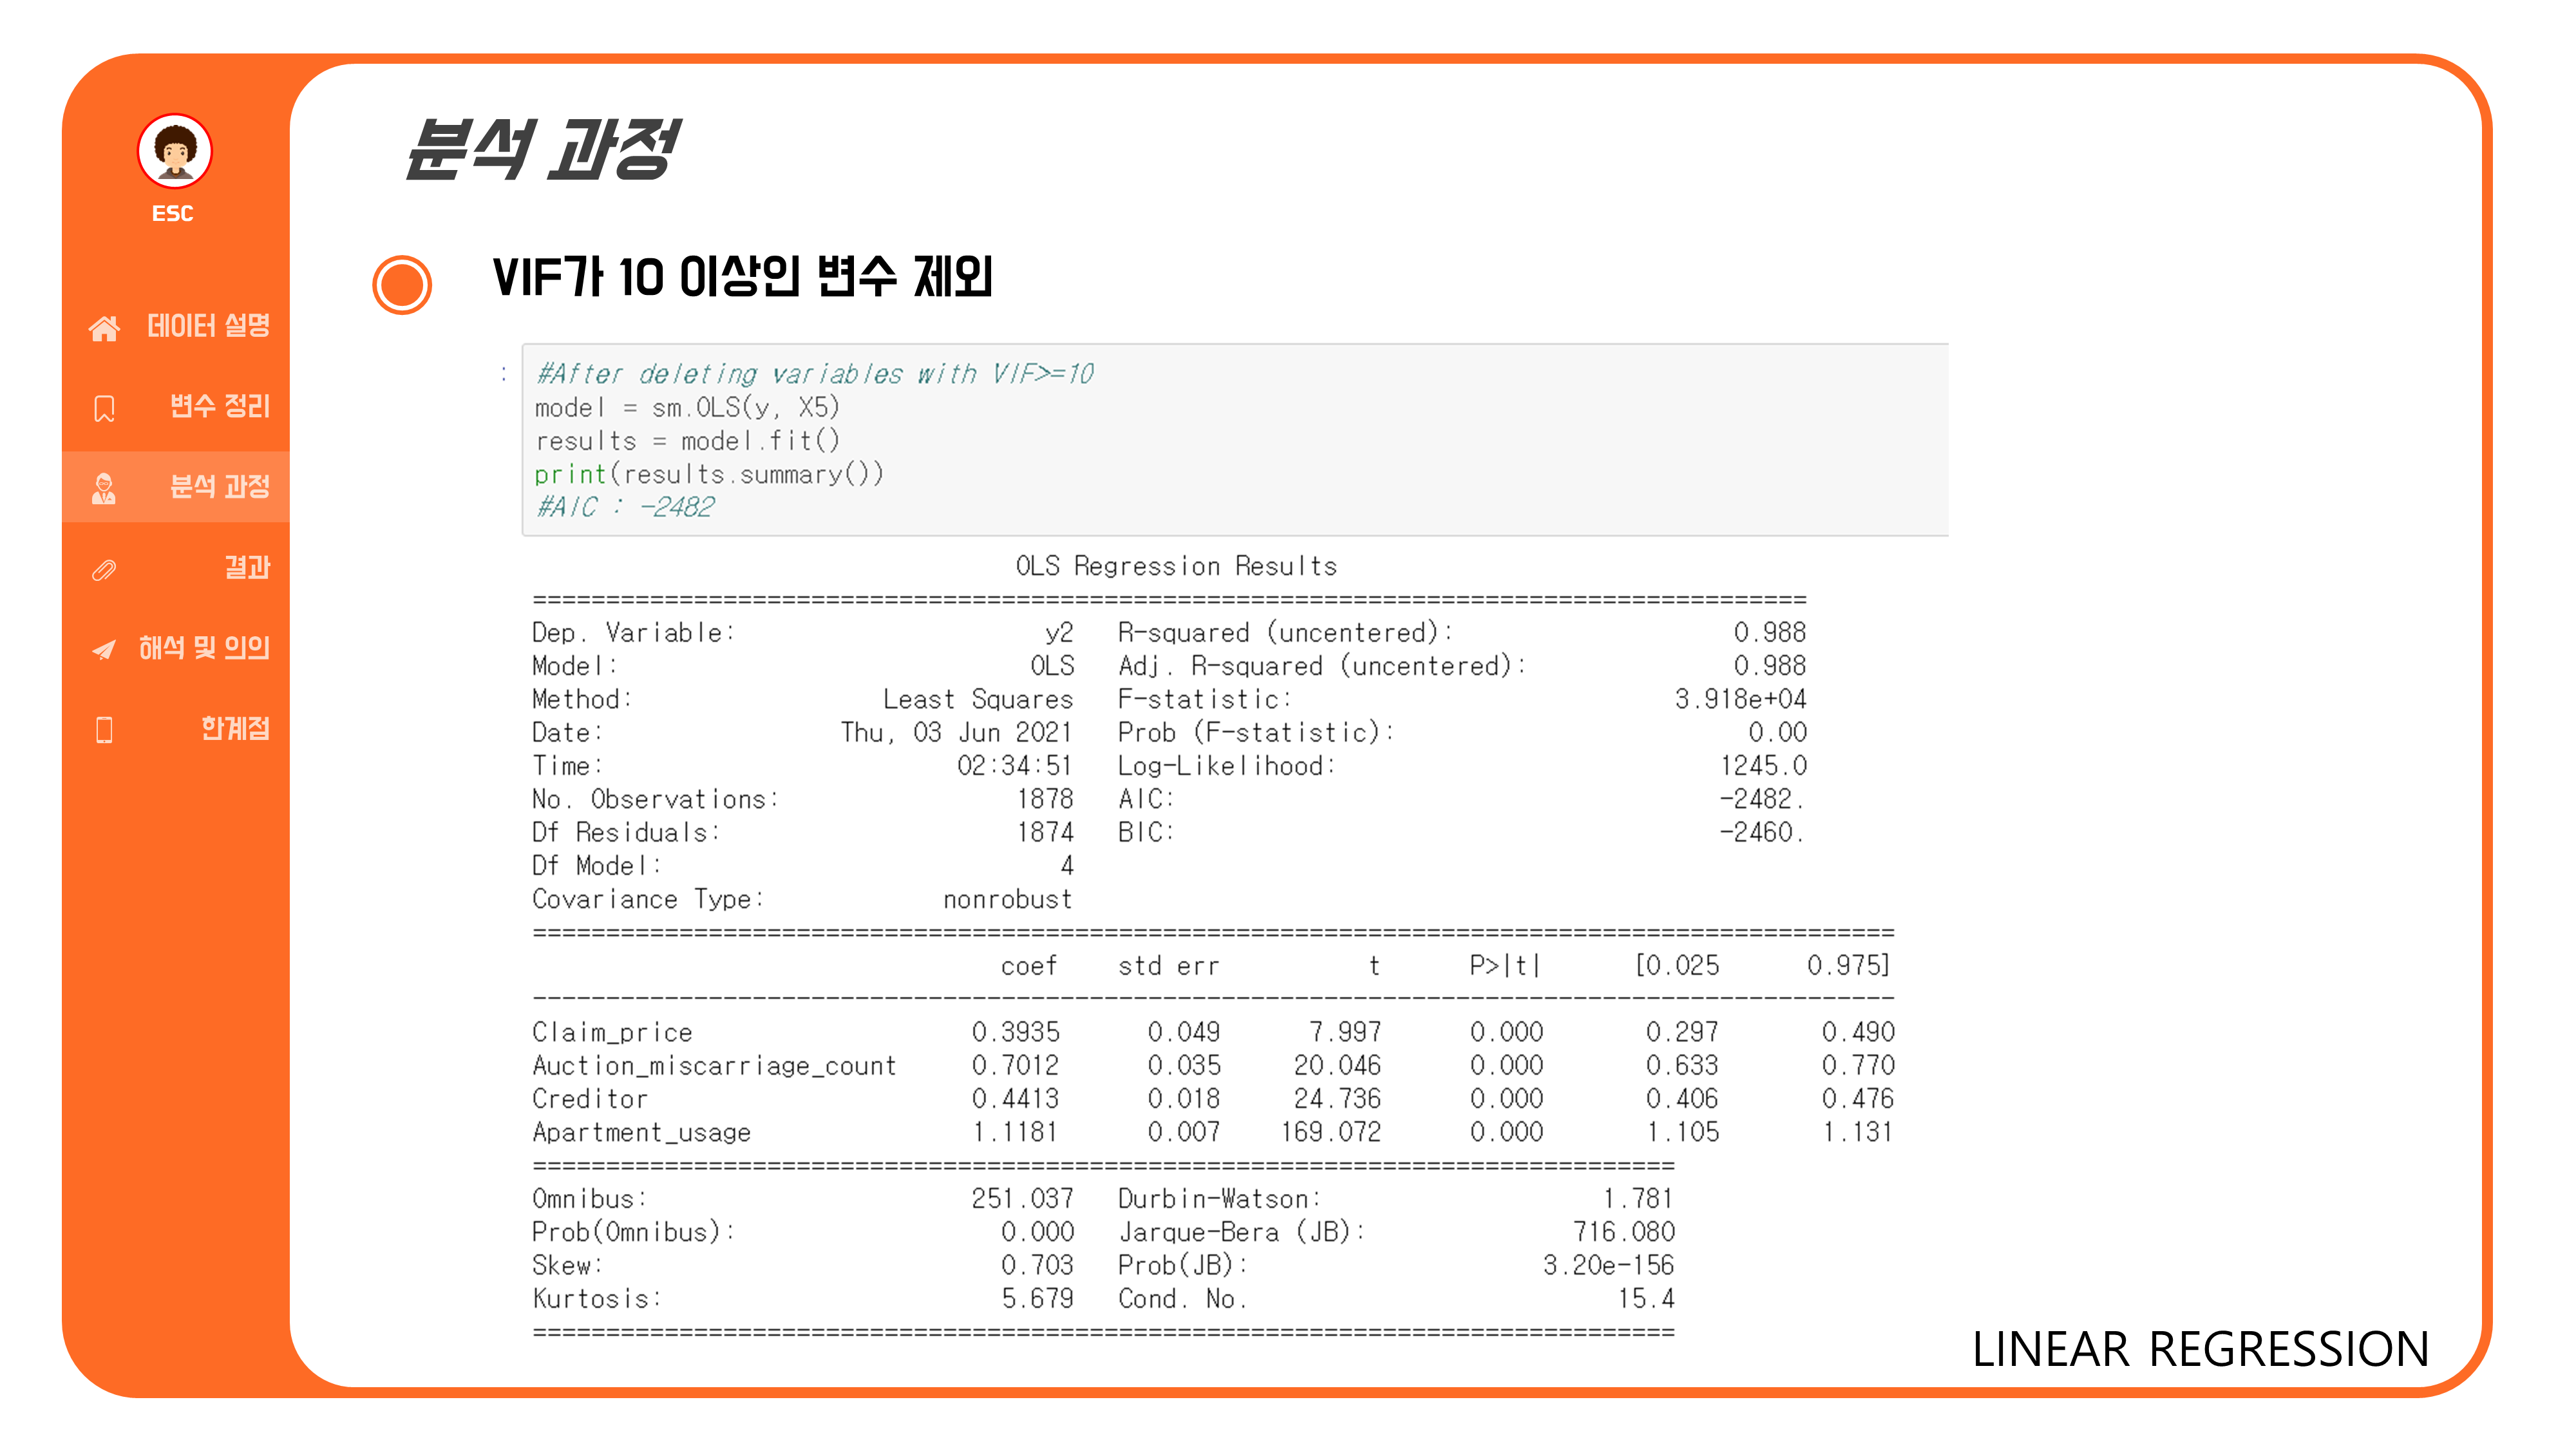 ESC
데이터 설명
변수 정리
분석 과정
결과
해석 및 의의
한계점
분석 과정
VIF가 10 이상인 변수 제외
:
#After deleting variables with VIF>=10
model = sm.OLS(y, X5)
results = model.fit()
print(results.summary())
#AIC : -2482
OLS Regression Results
==============================================================================
Dep. Variable: y2 R-squared (uncentered): 0.988
Model: OLS Adj. R-squared (uncentered): 0.988
Method: Least Squares F-statistic: 3.918e+04
Date: Thu, 03 Jun 2021 Prob (F-statistic): 0.00
Time: 02:34:51 Log-Likelihood: 1245.0
No. Observations: 1878 AIC: -2482.
Df Residuals: 1874 BIC: -2460.
Df Model: 4
Covariance Type: nonrobust
==============================================================================
coef std err t P>|t| [0.025 0.975]
------------------------------------------------------------------------------
Claim_price 0.3935 0.049 7.997 0.000 0.297 0.490
Auction_miscarriage_count 0.7012 0.035 20.046 0.000 0.633 0.770
Creditor 0.4413 0.018 24.736 0.000 0.406 0.476
Apartment_usage 1.1181 0.007 169.072 0.000 1.105 1.131
==============================================================================
Omnibus: 251.037 Durbin-Watson: 1.781
Prob(Omnibus): 0.000 Jarque-Bera (JB): 716.080
Skew: 0.703 Prob(JB): 3.20e-156
Kurtosis: 5.679 Cond. No. 15.4
==============================================================================
LINEAR REGRESSION